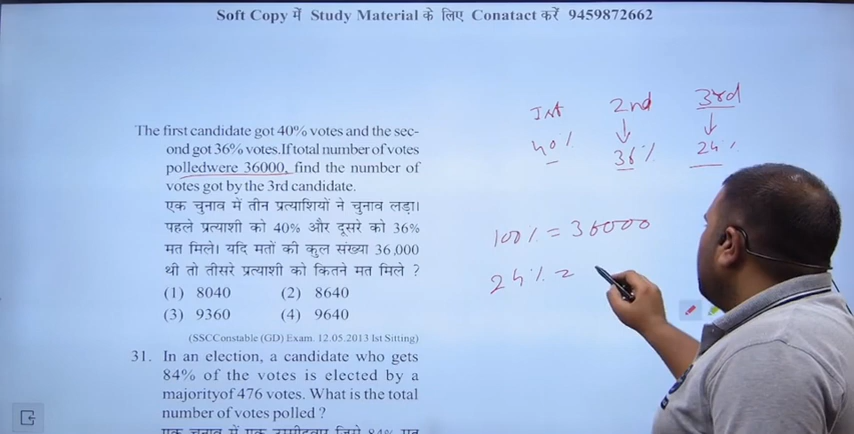 Soft Copy में Study Material के लिए Conatact करें 9459872662
The first candidate got 40% votes and the sec-
ond got 36% votes.If total number of votes
polledwere 36000, find the number of
votes got by the 3rd candidate.
एक चुनाव में तीन प्रत्याशियों ने चुनाव लड़ा।
पहले प्रत्याशी को 40% और दूसरे को 36%
मत मिले। यदि मतों की कुल संख्या 36,000
थी तो तीसरे प्रत्याशी को कितने मत मिले ?
(1) 8040 (2) 8640
(3) 9360 (4) 9640
(SSCConstable (GD) Exam. 12.05.2013 Ist Sitting)
31. In an election, a candidate who gets
84% of the votes is elected by a
majorityof 476 votes. What is the total
number of votes polled ?
2nd 3rd
40% 36% 24%
100% = 36000
24% =